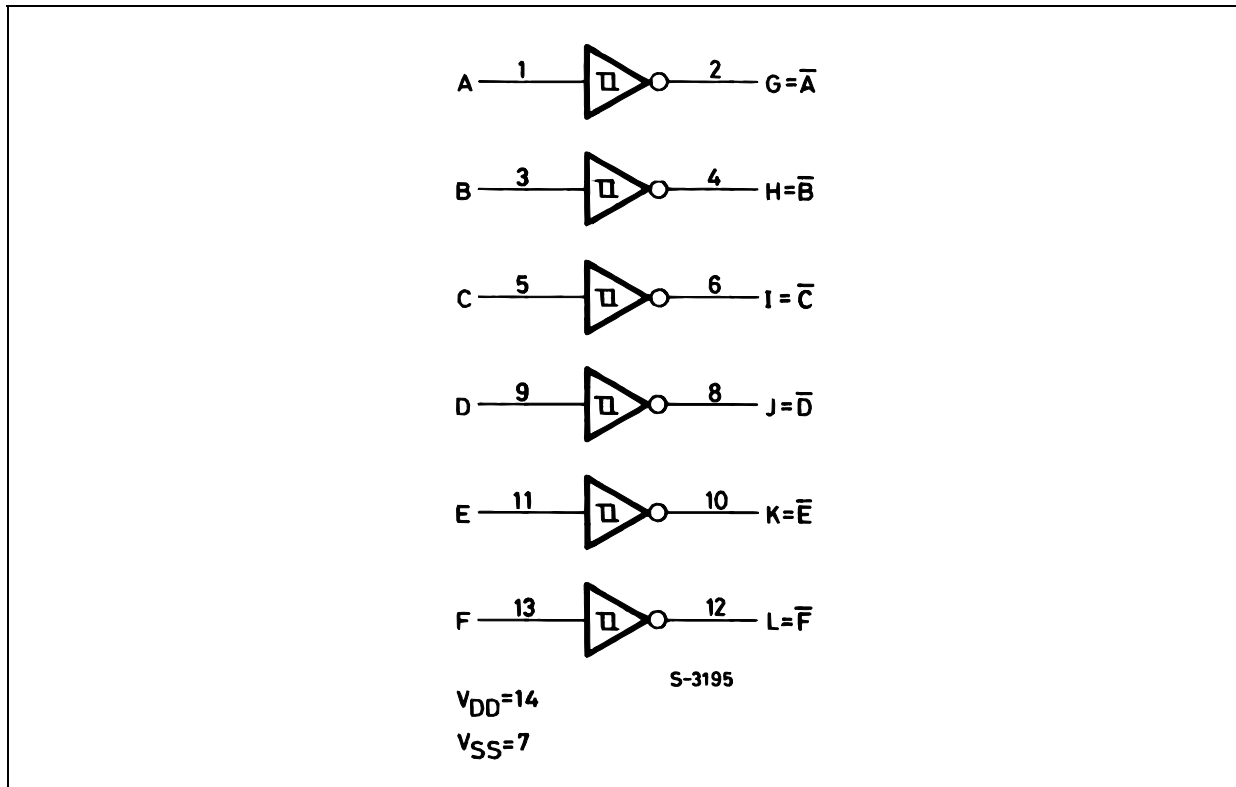 A 1 2 G=A̅
B 3 4 H=B̅
C 5 6 I=C̅
D 9 8 J=D̅
E 11 10 K=E̅
F 13 12 L=F̅
S-3195
VDD=14
VSS=7